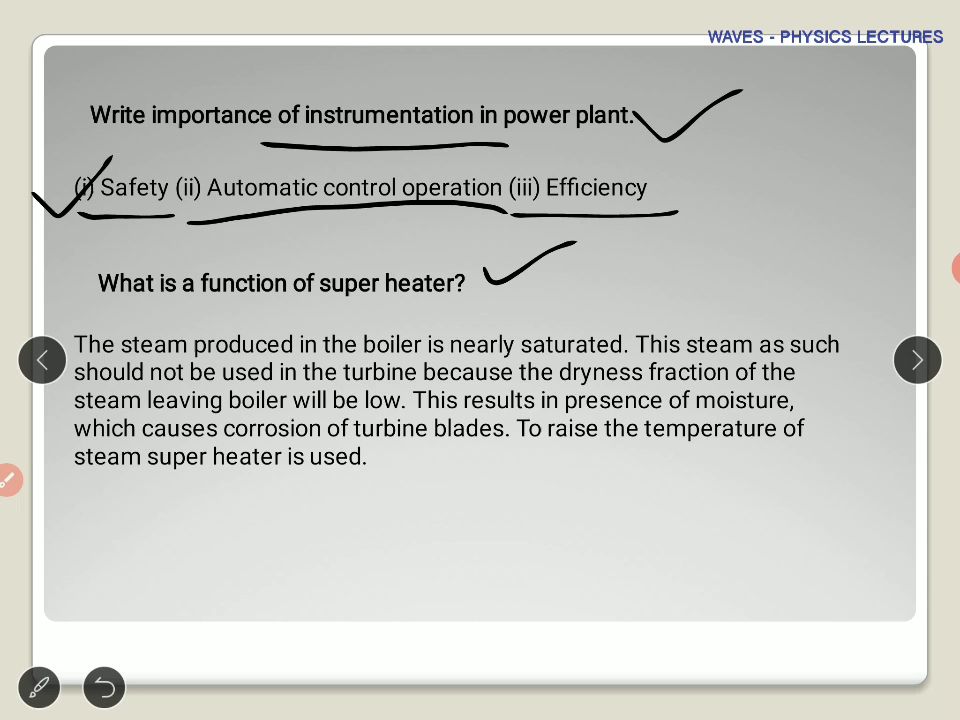 WAVES - PHYSICS LECTURES
Write importance of instrumentation in power plant.
(i) Safety (ii) Automatic control operation (iii) Efficiency
What is a function of super heater?
The steam produced in the boiler is nearly saturated. This steam as such
should not be used in the turbine because the dryness fraction of the
steam leaving boiler will be low. This results in presence of moisture,
which causes corrosion of turbine blades. To raise the temperature of
steam super heater is used.